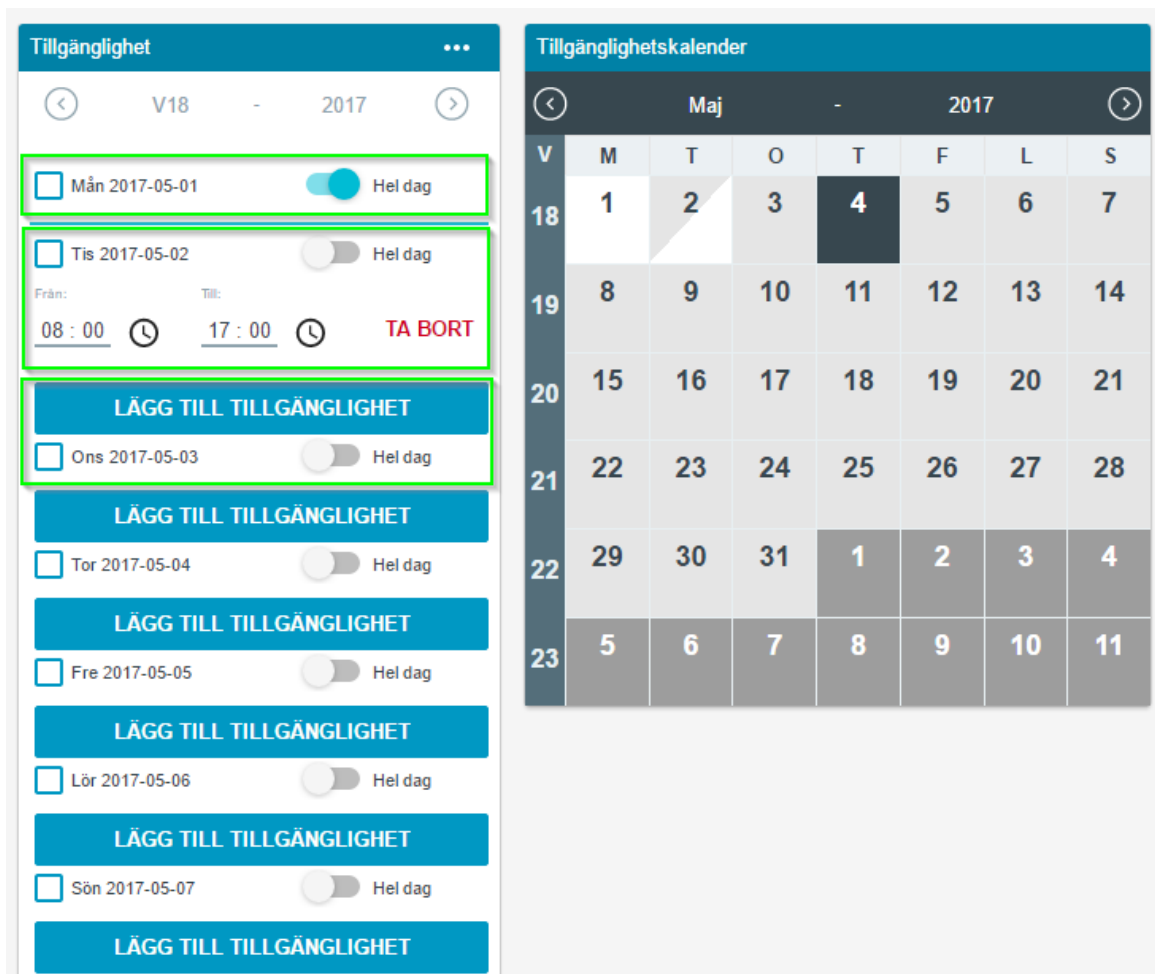 Tillgänglighet
V18 - 2017
Mån 2017-05-01 Hel dag
Tis 2017-05-02 Hel dag
Från: Till:
08 : 00 17 : 00 TA BORT
LÄGG TILL TILLGÄNGLIGHET
Ons 2017-05-03 Hel dag
LÄGG TILL TILLGÄNGLIGHET
Tor 2017-05-04 Hel dag
LÄGG TILL TILLGÄNGLIGHET
Fre 2017-05-05 Hel dag
LÄGG TILL TILLGÄNGLIGHET
Lör 2017-05-06 Hel dag
LÄGG TILL TILLGÄNGLIGHET
Sön 2017-05-07 Hel dag
LÄGG TILL TILLGÄNGLIGHET
Tillgänglighetskalender
Maj - 2017
V M T O T F L S
18 1 2 3 4 5 6 7
19 8 9 10 11 12 13 14
20 15 16 17 18 19 20 21
21 22 23 24 25 26 27 28
22 29 30 31 1 2 3 4
23 5 6 7 8 9 10 11